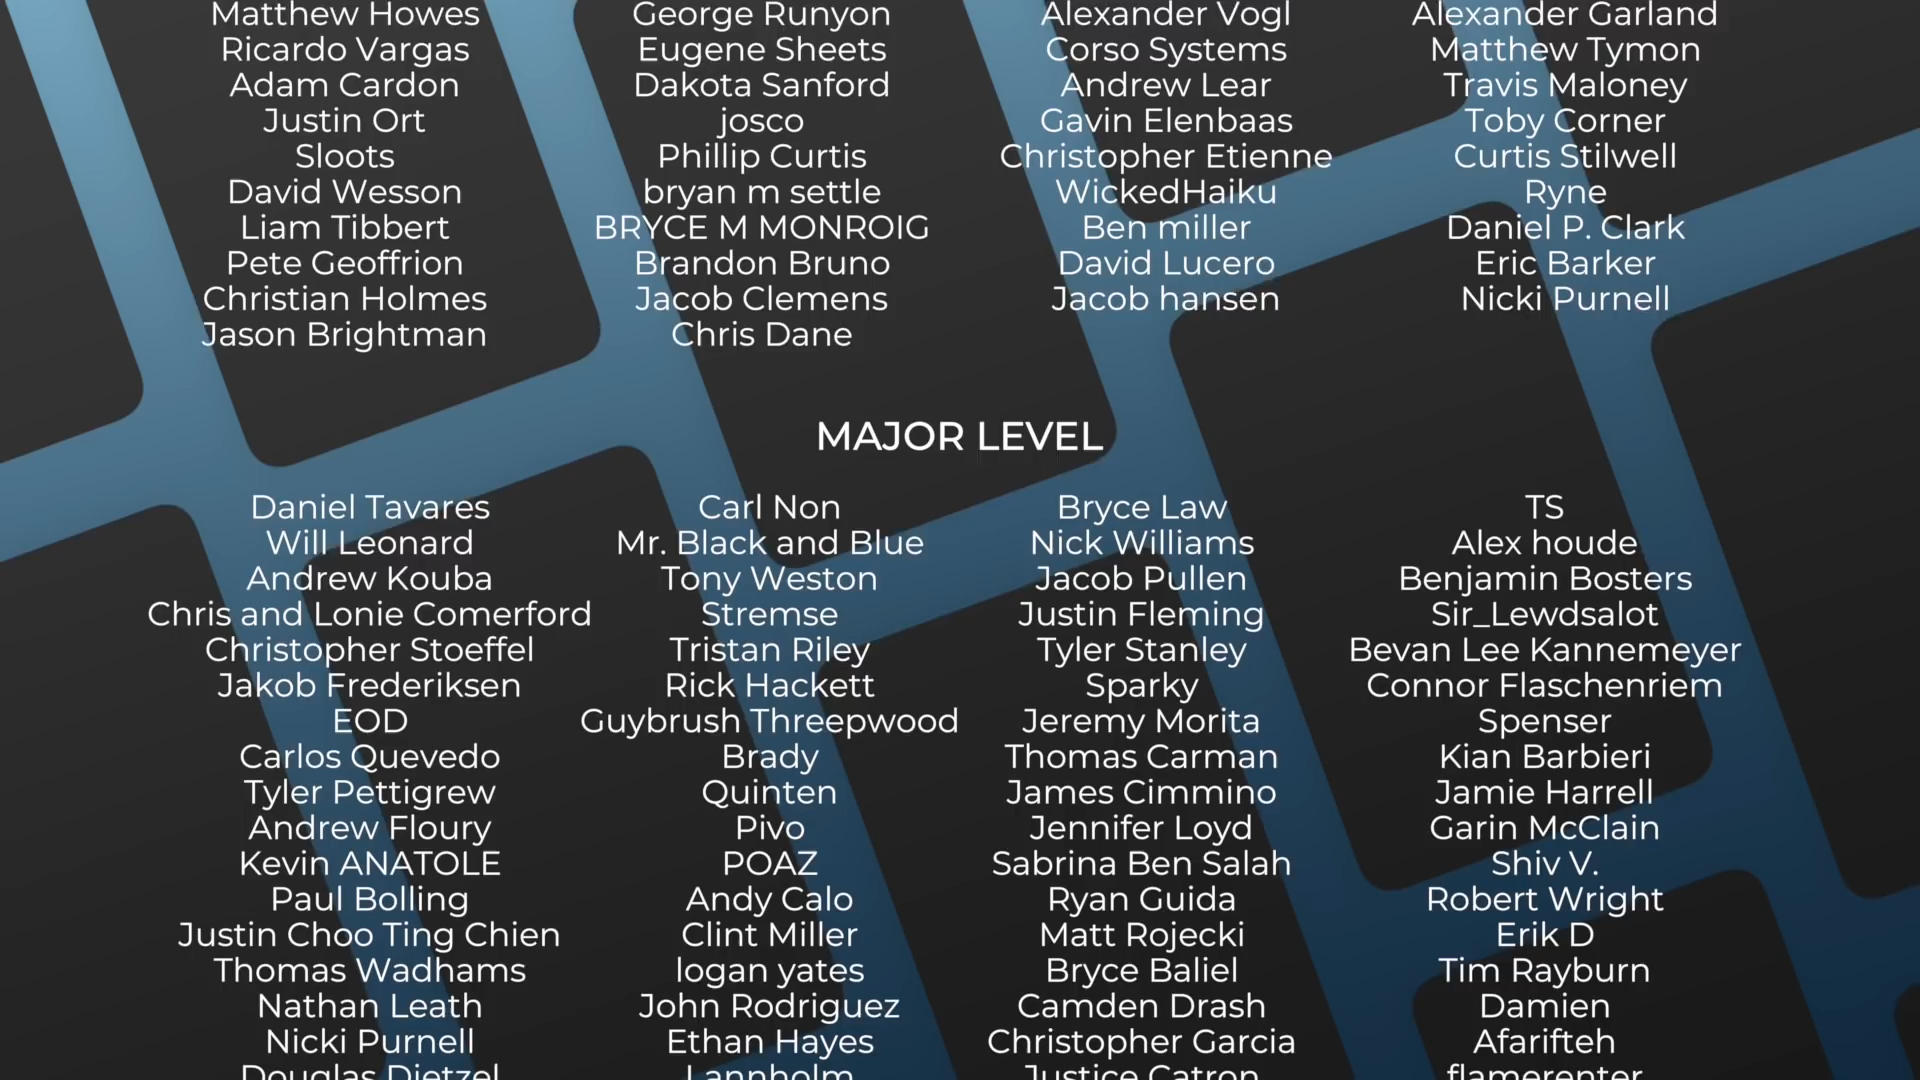 Matthew Howes
Ricardo Vargas
Adam Cardon
Justin Ort
Sloots
David Wesson
Liam Tibbert
Pete Geoffrion
Christian Holmes
Jason Brightman
George Runyon
Eugene Sheets
Dakota Sanford
josco
Phillip Curtis
bryan m settle
BRYCE M MONROIG
Brandon Bruno
Jacob Clemens
Chris Dane
Alexander Vogl
Corso Systems
Andrew Lear
Gavin Elenbaas
Christopher Etienne
WickedHaiku
Ben miller
David Lucero
Jacob hansen
Alexander Garland
Matthew Tymon
Travis Maloney
Toby Corner
Curtis Stilwell
Ryne
Daniel P. Clark
Eric Barker
Nicki Purnell
MAJOR LEVEL
Daniel Tavares
Will Leonard
Andrew Kouba
Chris and Lonie Comerford
Christopher Stoeffel
Jakob Frederiksen
EOD
Carlos Quevedo
Tyler Pettigrew
Andrew Floury
Kevin ANATOLE
Paul Bolling
Justin Choo Ting Chien
Thomas Wadhams
Nathan Leath
Nicki Purnell
Douglas Dietzel
Carl Non
Mr. Black and Blue
Tony Weston
Stremse
Tristan Riley
Rick Hackett
Guybrush Threepwood
Brady
Quinten
Pivo
POAZ
Andy Calo
Clint Miller
logan yates
John Rodriguez
Ethan Hayes
Lannholm
Bryce Law
Nick Williams
Jacob Pullen
Justin Fleming
Tyler Stanley
Sparky
Jeremy Morita
Thomas Carman
James Cimmino
Jennifer Loyd
Sabrina Ben Salah
Ryan Guida
Matt Rojecki
Bryce Baliel
Camden Drash
Christopher Garcia
Justice Catron
TS
Alex houde
Benjamin Bosters
Sir_Lewdsalot
Bevan Lee Kannemeyer
Connor Flaschenriem
Spenser
Kian Barbieri
Jamie Harrell
Garin McClain
Shiv V.
Robert Wright
Erik D
Tim Rayburn
Damien
Afarifteh
flamerenter